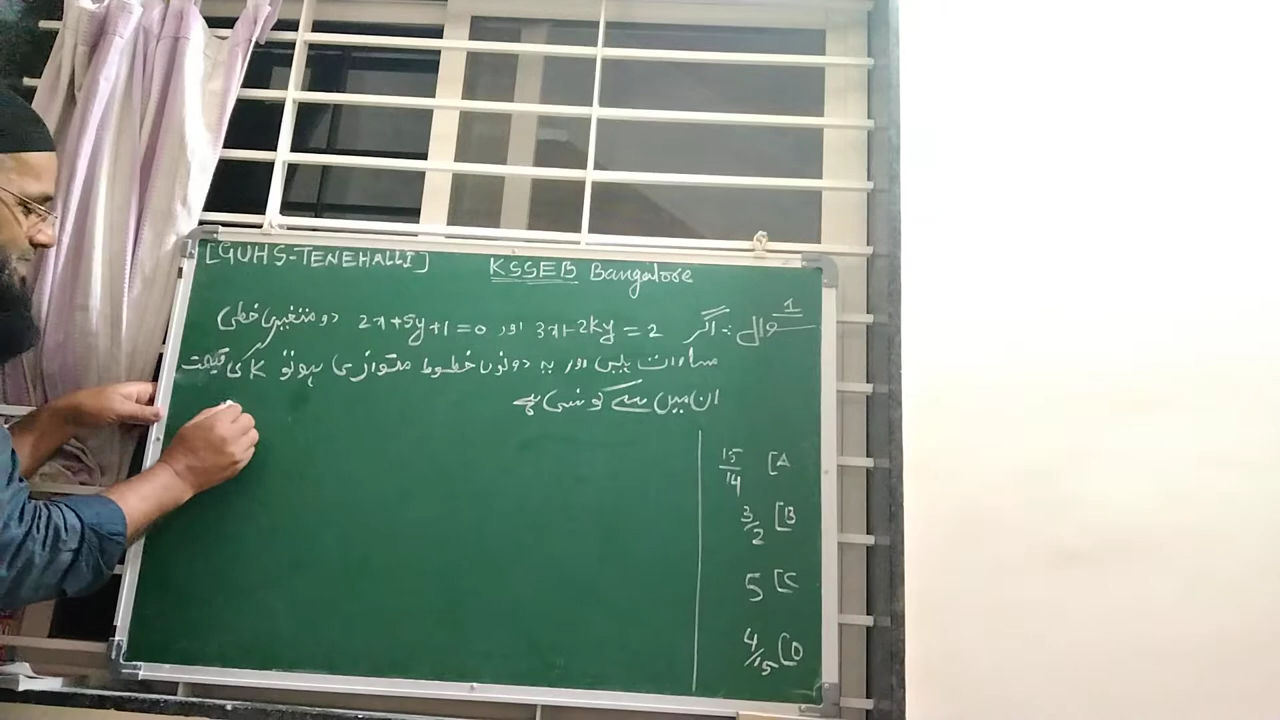 [GUHS-TENEHALLI]
KSSEB Bangalore
سوال 1 :- اگر 3x+2ky = 2 اور 2x+5y+1=0 دو متغیری خطی
مساوات ہیں اور یہ دونوں خطوط متوازی ہو تو K کی قیمت
ان میں سے کونسی ہے
A] 15/14
B] 3/2
C] 5
D] 4/15